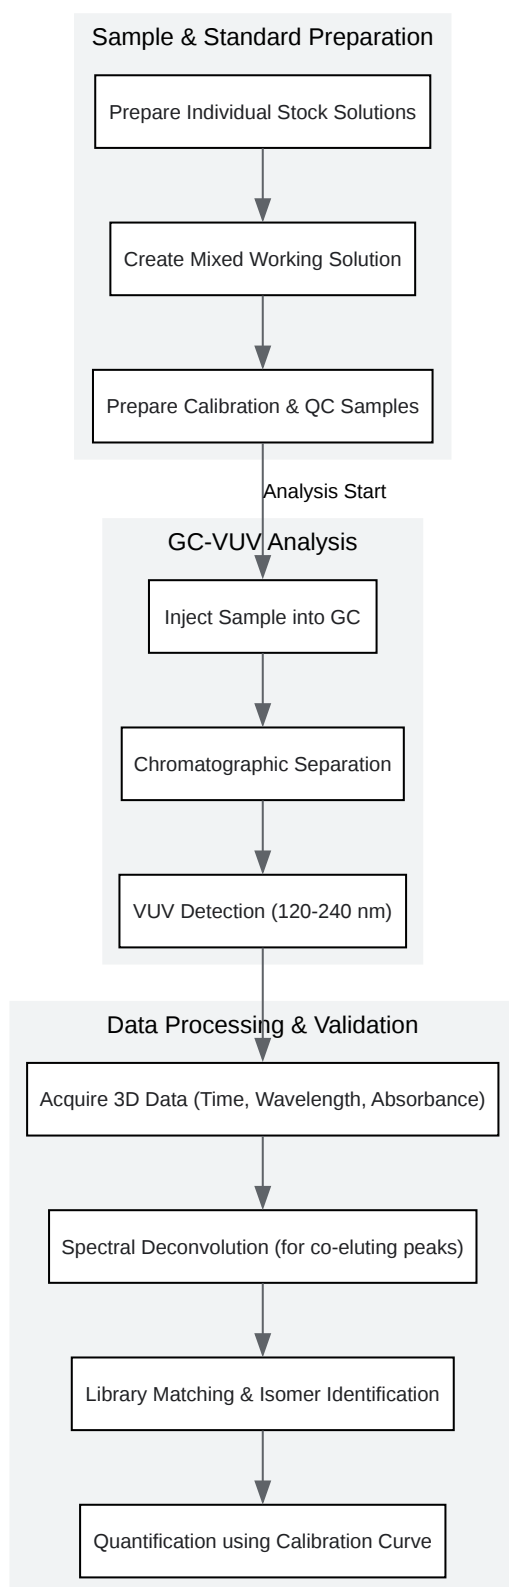 Sample & Standard Preparation
Prepare Individual Stock Solutions
Create Mixed Working Solution
Prepare Calibration & QC Samples
Analysis Start
GC-VUV Analysis
Inject Sample into GC
Chromatographic Separation
VUV Detection (120-240 nm)
Data Processing & Validation
Acquire 3D Data (Time, Wavelength, Absorbance)
Spectral Deconvolution (for co-eluting peaks)
Library Matching & Isomer Identification
Quantification using Calibration Curve